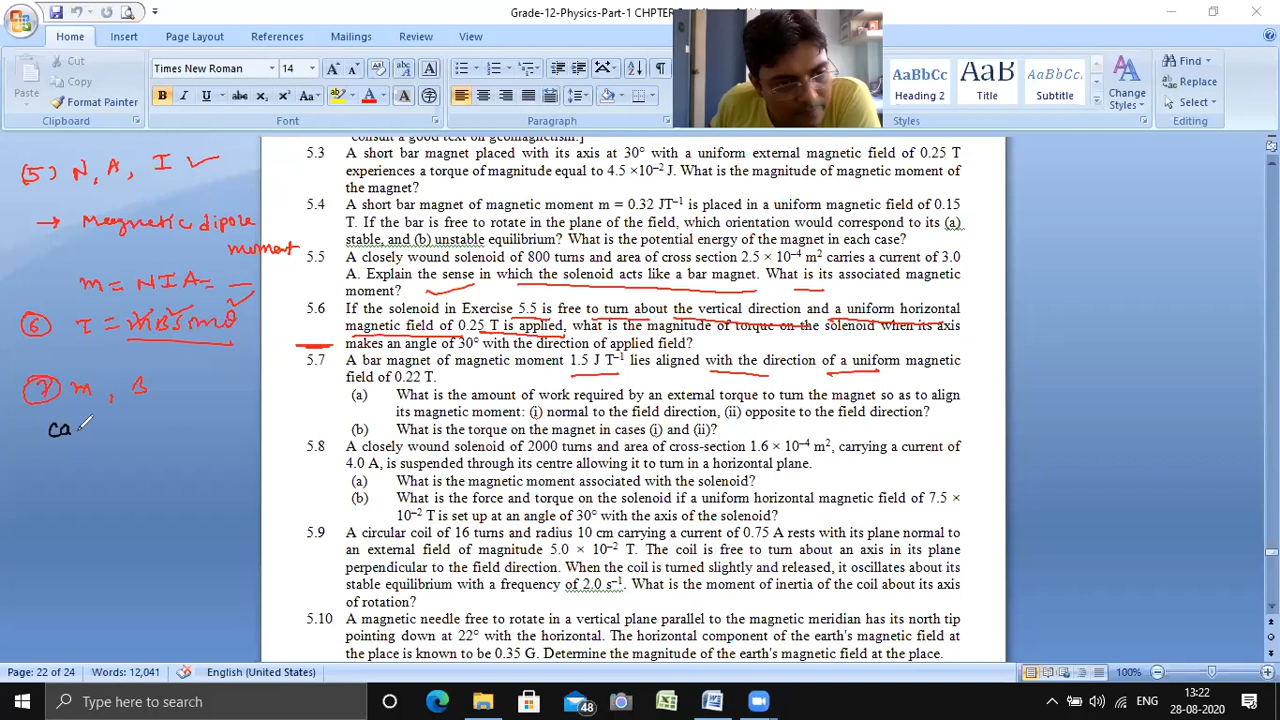 Grade-12-Physics-Part-1 CHPTER
Home Insert Page Layout References Mailings Review View
Cut
Copy
Format Painter
Paste
Clipboard
Times New Roman 14
Font
Paragraph
AaBbCc AaB AaBbCc
Heading 2 Title Subtitle
Change Styles
Styles
Find
Replace
Select
Editing
consult a good text on geomagnetism.]
5.3 A short bar magnet placed with its axis at 30° with a uniform external magnetic field of 0.25 T
experiences a torque of magnitude equal to 4.5 ×10⁻² J. What is the magnitude of magnetic moment of
the magnet?
5.4 A short bar magnet of magnetic moment m = 0.32 JT⁻¹ is placed in a uniform magnetic field of 0.15
T. If the bar is free to rotate in the plane of the field, which orientation would correspond to its (a)
stable, and (b) unstable equilibrium? What is the potential energy of the magnet in each case?
5.5 A closely wound solenoid of 800 turns and area of cross section 2.5 × 10⁻⁴ m² carries a current of 3.0
A. Explain the sense in which the solenoid acts like a bar magnet. What is its associated magnetic
moment?
5.6 If the solenoid in Exercise 5.5 is free to turn about the vertical direction and a uniform horizontal
magnetic field of 0.25 T is applied, what is the magnitude of torque on the solenoid when its axis
makes an angle of 30° with the direction of applied field?
5.7 A bar magnet of magnetic moment 1.5 J T⁻¹ lies aligned with the direction of a uniform magnetic
field of 0.22 T.
(a) What is the amount of work required by an external torque to turn the magnet so as to align
its magnetic moment: (i) normal to the field direction, (ii) opposite to the field direction?
(b) What is the torque on the magnet in cases (i) and (ii)?
5.8 A closely wound solenoid of 2000 turns and area of cross-section 1.6 × 10⁻⁴ m², carrying a current of
4.0 A, is suspended through its centre allowing it to turn in a horizontal plane.
(a) What is the magnetic moment associated with the solenoid?
(b) What is the force and torque on the solenoid if a uniform horizontal magnetic field of 7.5 ×
10⁻² T is set up at an angle of 30° with the axis of the solenoid?
5.9 A circular coil of 16 turns and radius 10 cm carrying a current of 0.75 A rests with its plane normal to
an external field of magnitude 5.0 × 10⁻² T. The coil is free to turn about an axis in its plane
perpendicular to the field direction. When the coil is turned slightly and released, it oscillates about its
stable equilibrium with a frequency of 2.0 s⁻¹. What is the moment of inertia of the coil about its axis
of rotation?
5.10 A magnetic needle free to rotate in a vertical plane parallel to the magnetic meridian has its north tip
pointing down at 22° with the horizontal. The horizontal component of the earth's magnetic field at
the place is known to be 0.35 G. Determine the magnitude of the earth's magnetic field at the place.
(5) N, A, I
→ Magnetic dipole
moment
m = NIA =
⑥ τ = mBsinθ
⑦ m, B
ca
Page: 22 of 24 Words: 12,041 English (United States) 100%
Type here to search
48
ENG
13:22
28-08-2020